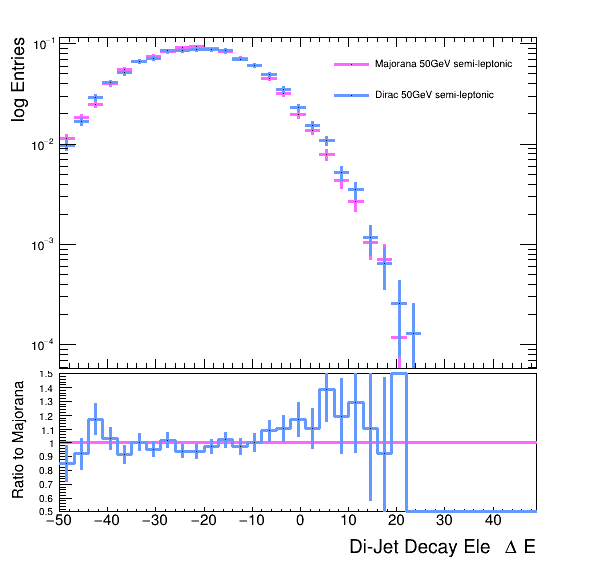 log Entries
10⁻¹
10⁻²
10⁻³
10⁻⁴
Majorana 50GeV semi-leptonic
Dirac 50GeV semi-leptonic
Ratio to Majorana
1.5
1.4
1.3
1.2
1.1
1
0.9
0.8
0.7
0.6
0.5
−50 −40 −30 −20 −10 0 10 20 30 40
Di-Jet Decay Ele Δ E